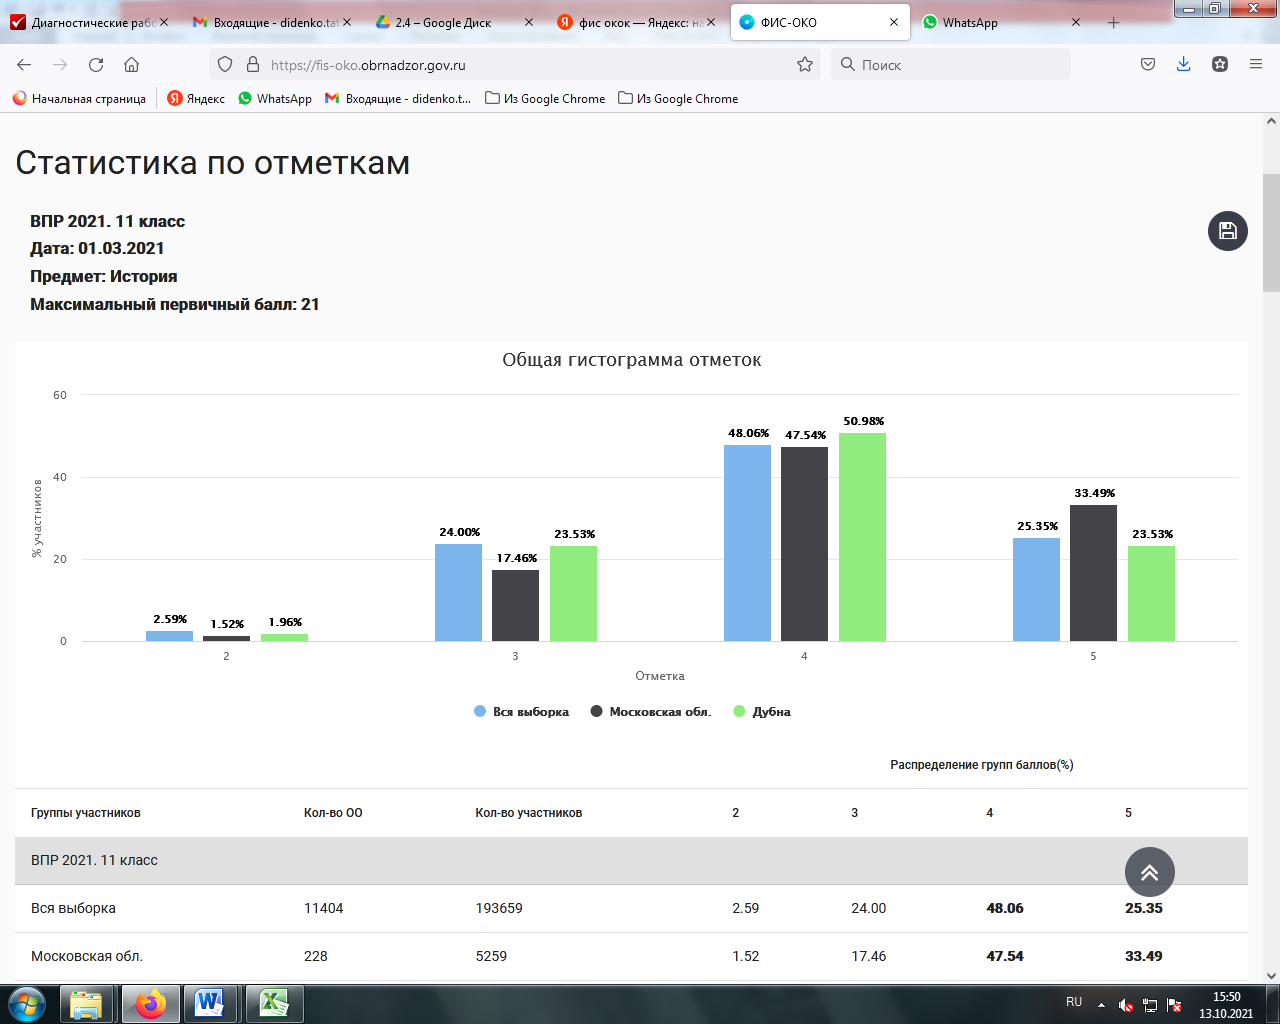 Диагностические рабо
Входящие - didenko.tat
2.4 – Google Диск
фис окок — Яндекс: на
ФИС-ОКО
WhatsApp
https://fis-oko.obrnadzor.gov.ru
Поиск
Начальная страница
Яндекс
WhatsApp
Входящие - didenko.t...
Из Google Chrome
Из Google Chrome
Статистика по отметкам
ВПР 2021. 11 класс
Дата: 01.03.2021
Предмет: История
Максимальный первичный балл: 21
Общая гистограмма отметок
% участников
60
40
20
0
2.59% 1.52% 1.96%
24.00% 17.46% 23.53%
48.06% 47.54% 50.98%
25.35% 33.49% 23.53%
2 3 4 5
Отметка
Вся выборка Московская обл. Дубна
Распределение групп баллов(%)
Группы участников Кол-во ОО Кол-во участников 2 3 4 5
ВПР 2021. 11 класс
Вся выборка 11404 193659 2.59 24.00 48.06 25.35
Московская обл. 228 5259 1.52 17.46 47.54 33.49
RU
15:50
13.10.2021